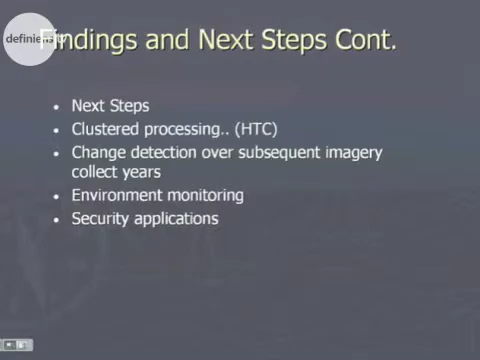 definiens
Findings and Next Steps Cont.
Next Steps
Clustered processing.. (HTC)
Change detection over subsequent imagery
collect years
Environment monitoring
Security applications